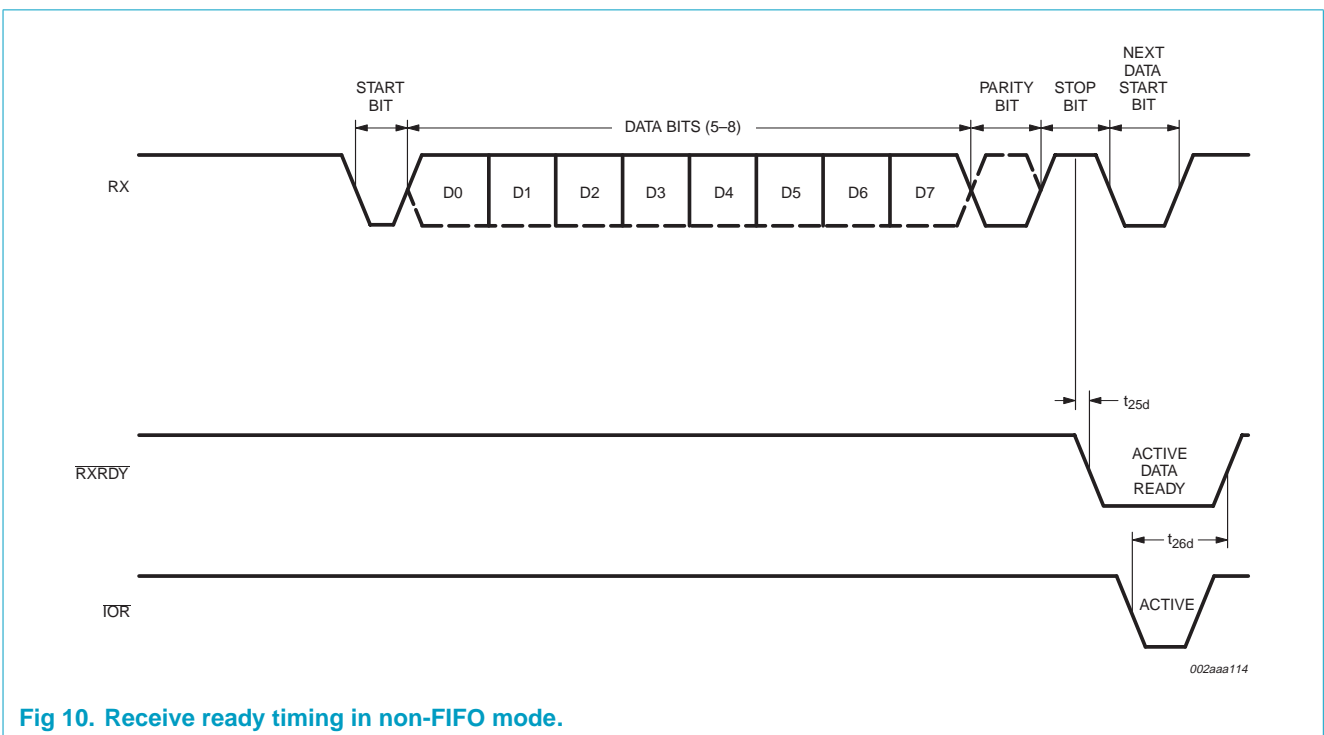 NEXT
DATA
START
BIT
START
BIT
PARITY
BIT
STOP
BIT
DATA BITS (5–8)
RX
D0
D1
D2
D3
D4
D5
D6
D7
t25d
RXRDY
ACTIVE
DATA
READY
t26d
IOR
ACTIVE
002aaa114
Fig 10. Receive ready timing in non-FIFO mode.